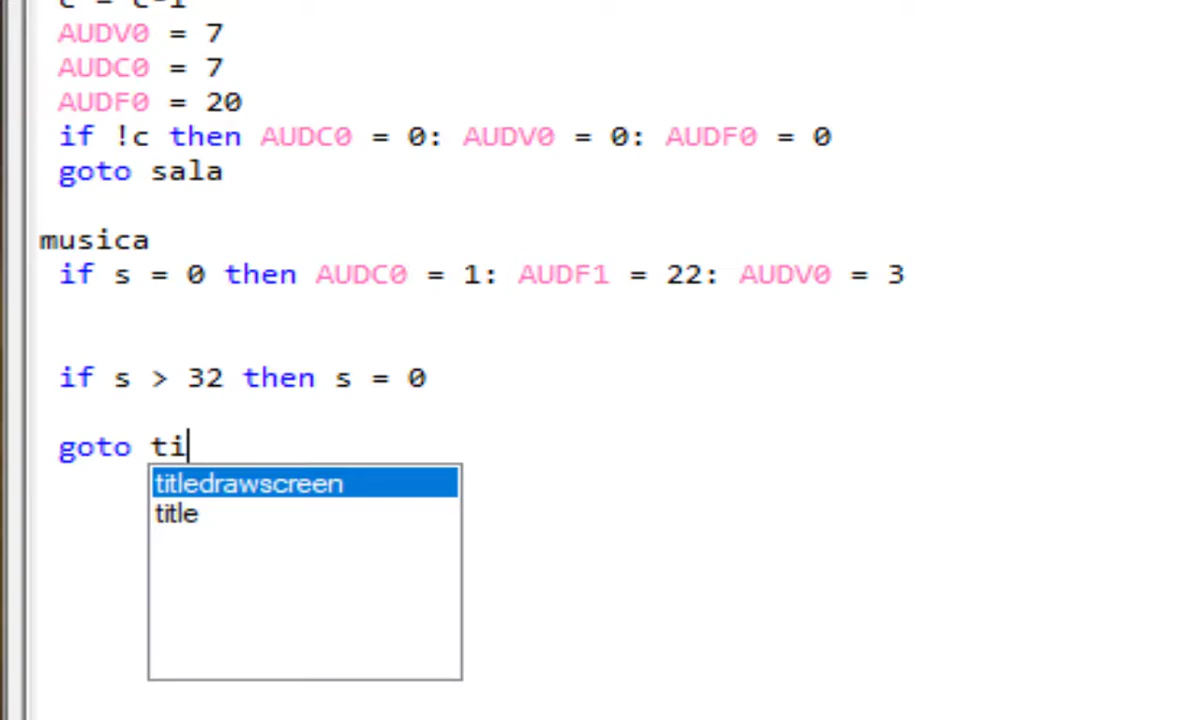 c = c-1
AUDV0 = 7
AUDC0 = 7
AUDF0 = 20
if !c then AUDC0 = 0: AUDV0 = 0: AUDF0 = 0
goto sala
musica
if s = 0 then AUDC0 = 1: AUDF1 = 22: AUDV0 = 3
if s > 32 then s = 0
goto ti
titledrawscreen
title